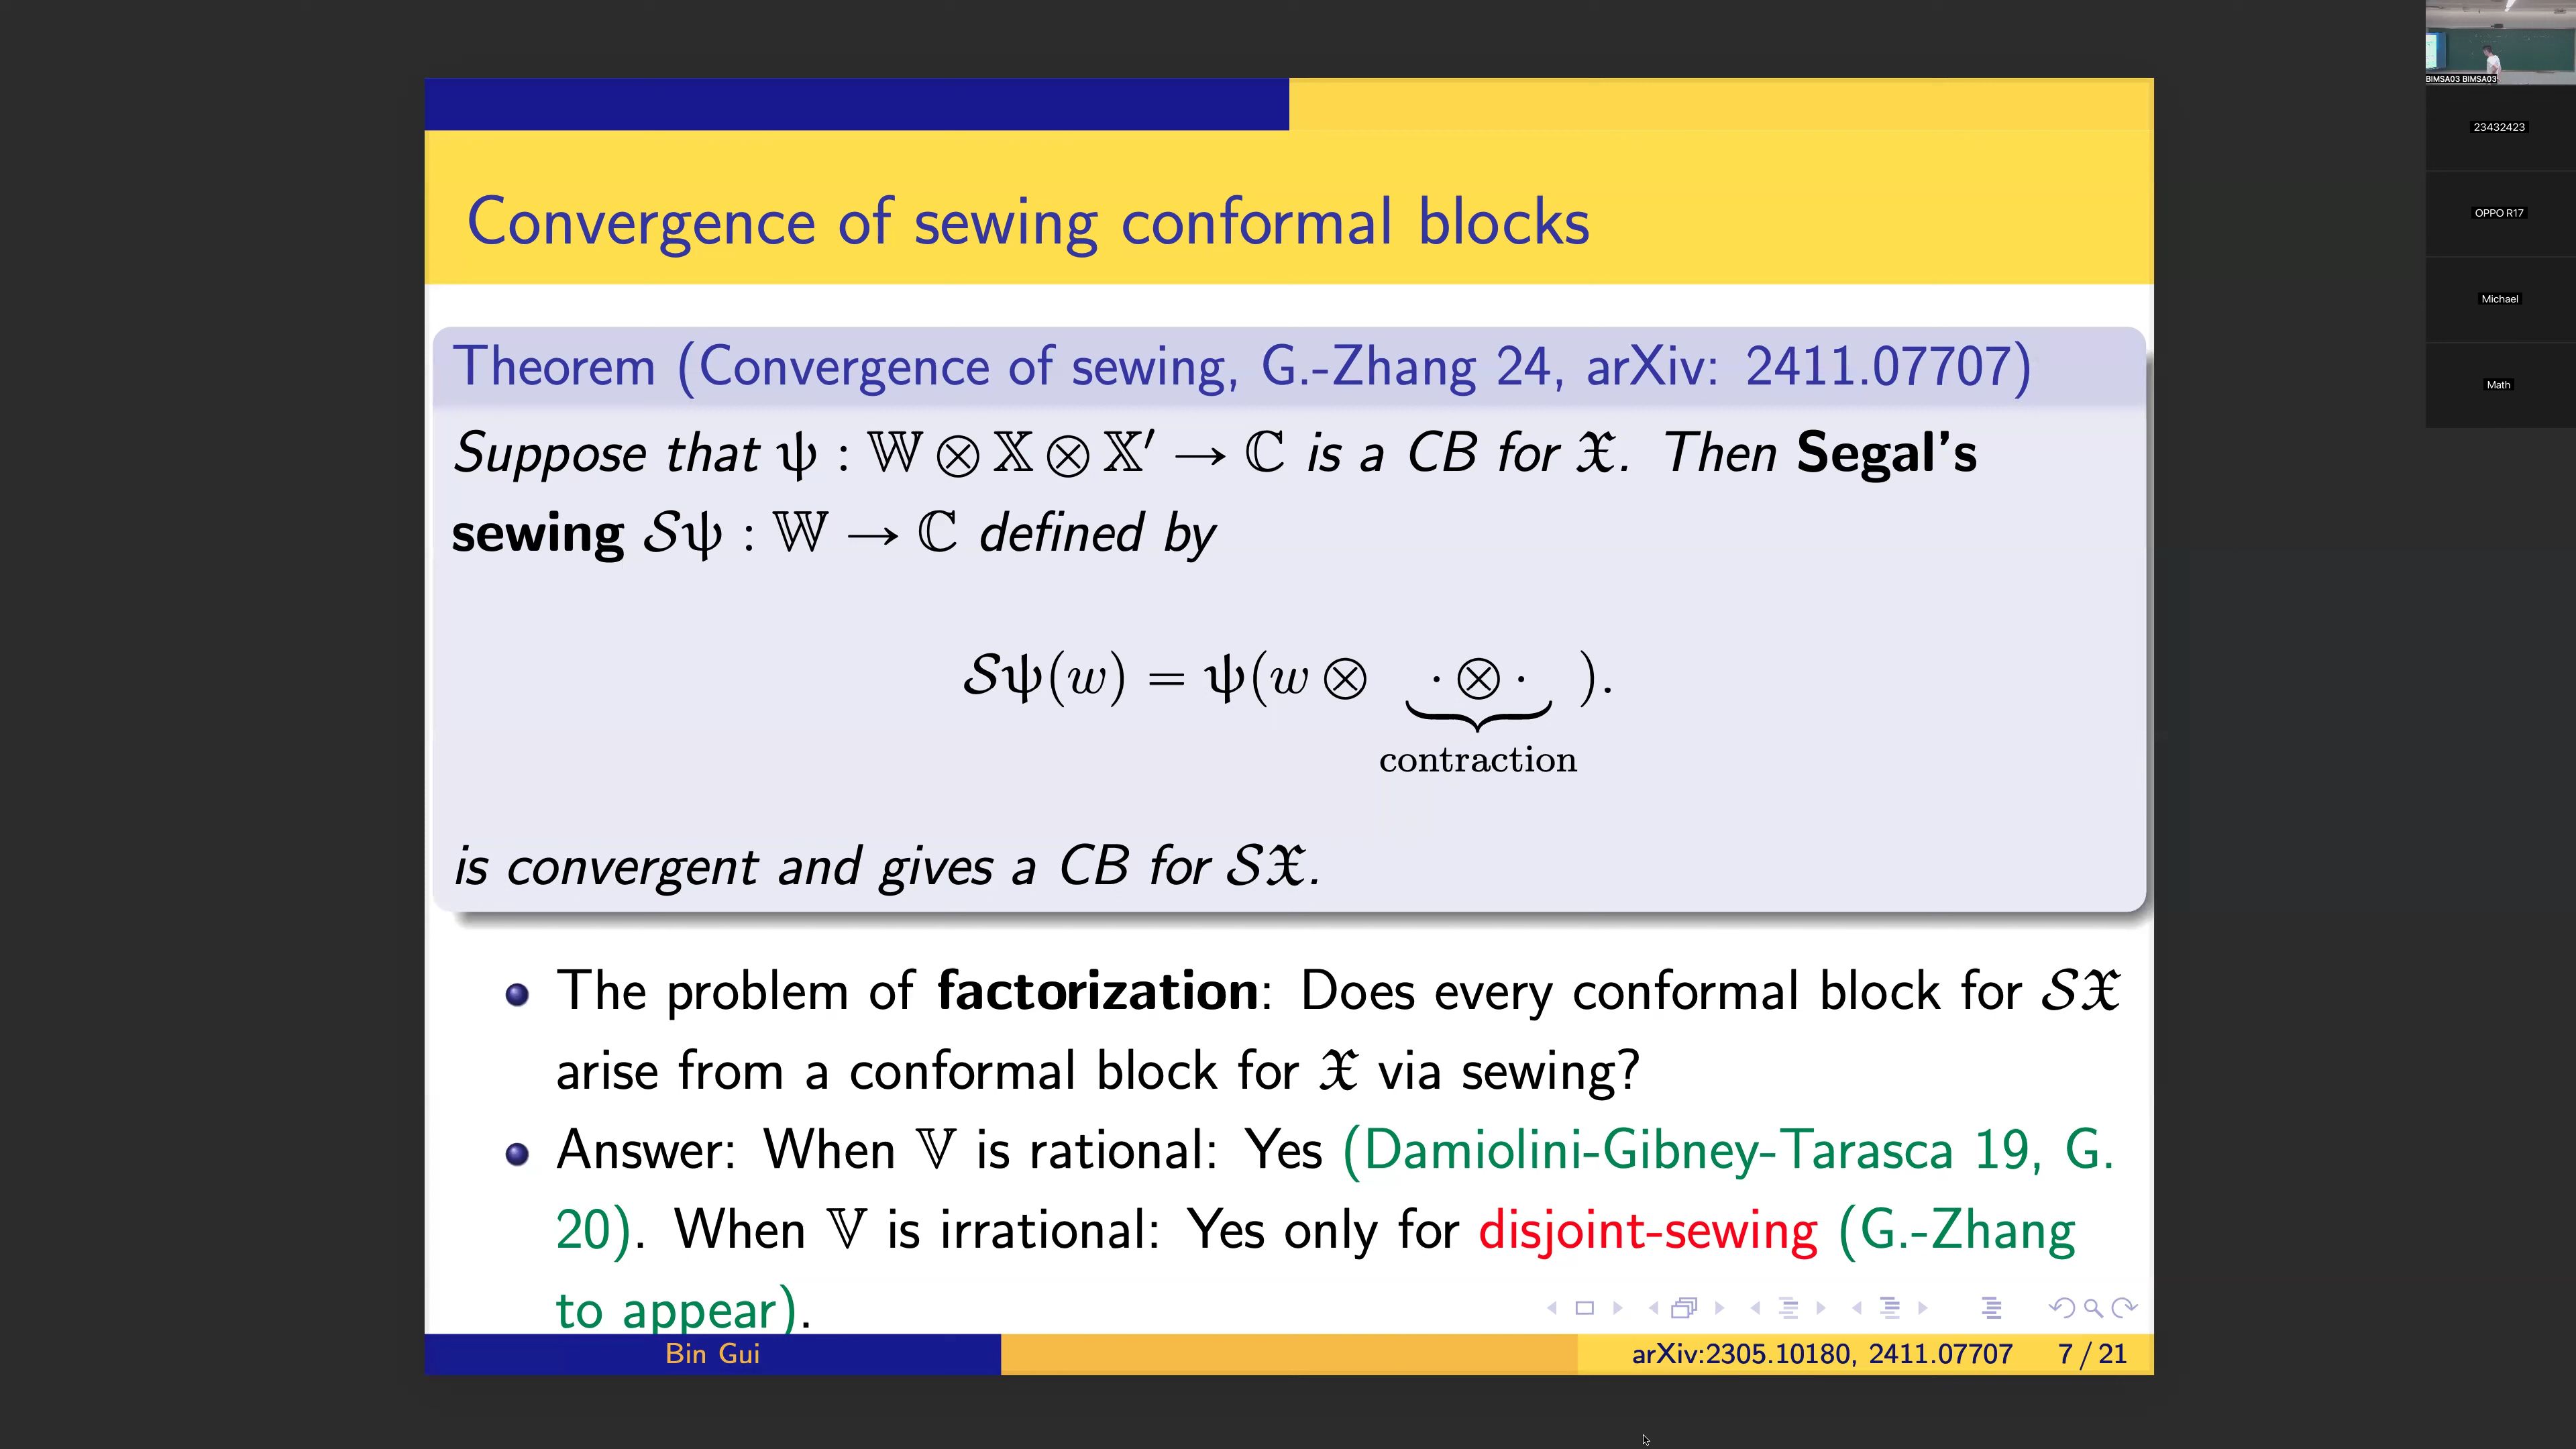 Convergence of sewing conformal blocks
Theorem (Convergence of sewing, G.-Zhang 24, arXiv: 2411.07707)
Suppose that ψ : 𝕎 ⊗ 𝕏 ⊗ 𝕏′ → ℂ is a CB for 𝔛. Then Segal's
sewing 𝒮ψ : 𝕎 → ℂ defined by
𝒮ψ(w) = ψ(w ⊗ · ⊗ · ).
contraction
is convergent and gives a CB for 𝒮𝔛.
The problem of factorization: Does every conformal block for 𝒮𝔛
arise from a conformal block for 𝔛 via sewing?
Answer: When 𝕍 is rational: Yes (Damiolini-Gibney-Tarasca 19, G.
20). When 𝕍 is irrational: Yes only for disjoint-sewing (G.-Zhang
to appear).
Bin Gui
arXiv:2305.10180, 2411.07707 7 / 21
BIMSA03 BIMSA03
23432423
OPPO R17
Michael
Math